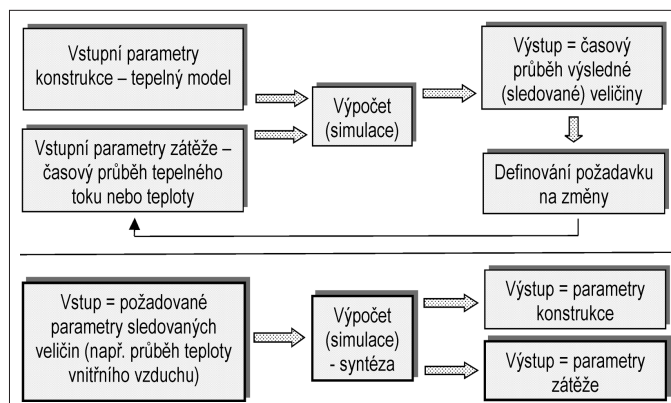 Vstupní parametry
konstrukce – tepelný model
Vstupní parametry zátěže –
časový průběh tepelného
toku nebo teploty
Výpočet
(simulace)
Výstup = časový
průběh výsledné
(sledované) veličiny
Definování požadavku
na změny
Vstup = požadované
parametry sledovaných
veličin (např. průběh teploty
vnitřního vzduchu)
Výpočet
(simulace)
- syntéza
Výstup = parametry
konstrukce
Výstup = parametry
zátěže